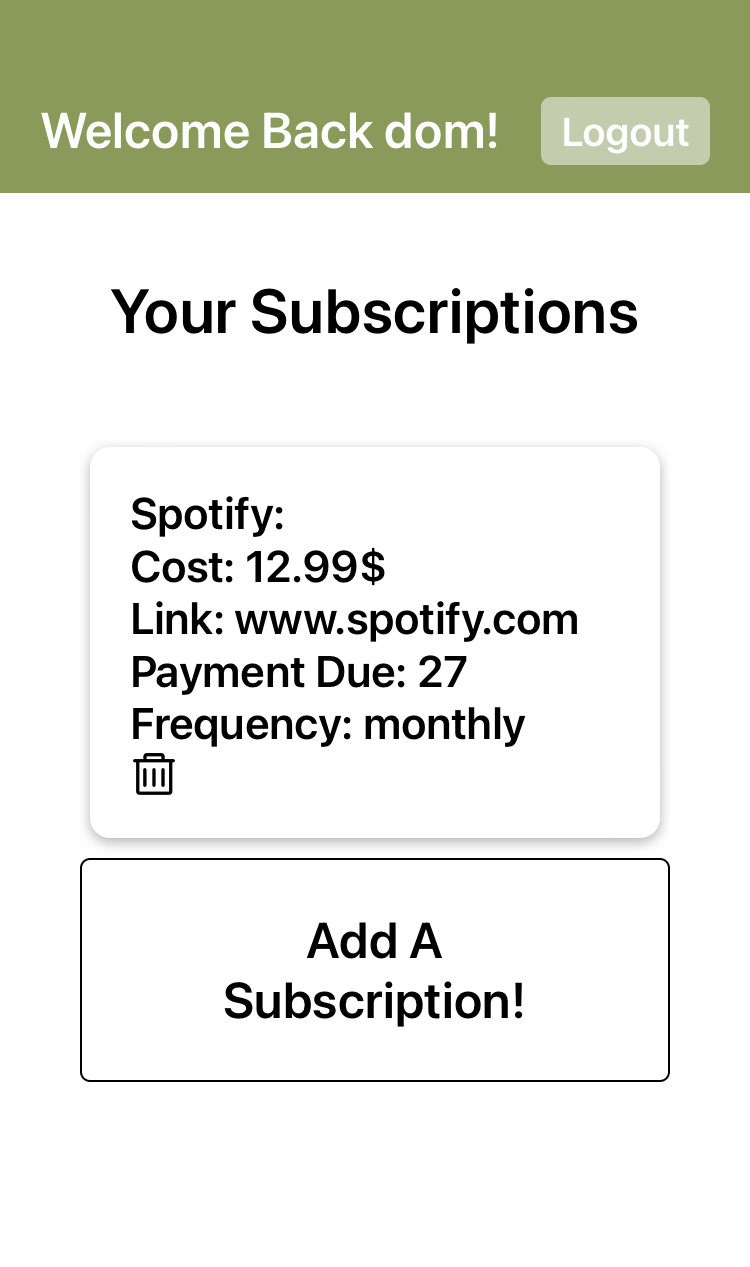 Welcome Back dom!
Logout
Your Subscriptions
Spotify:
Cost: 12.99$
Link: www.spotify.com
Payment Due: 27
Frequency: monthly
Add A
Subscription!